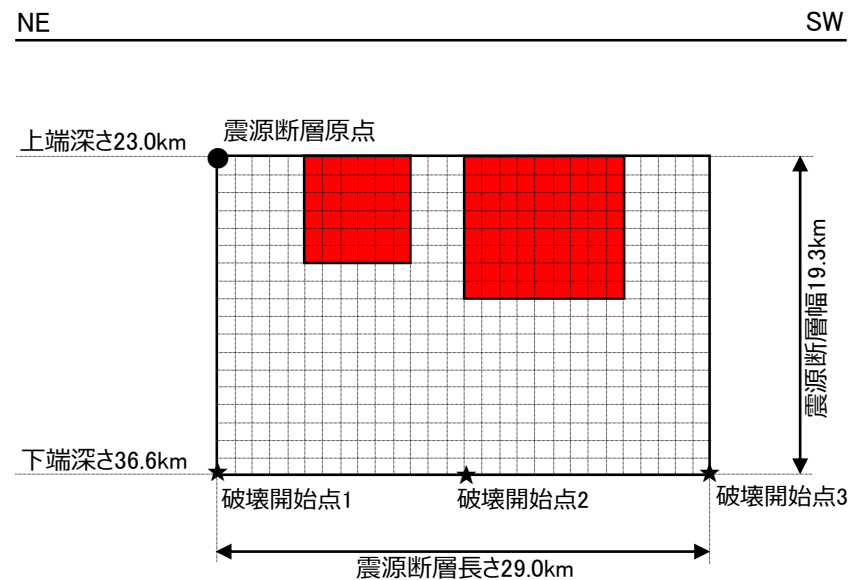 NE
SW
震源断層原点
上端深さ23.0km
震源断層幅19.3km
下端深さ36.6km
破壊開始点1
破壊開始点2
破壊開始点3
震源断層長さ29.0km